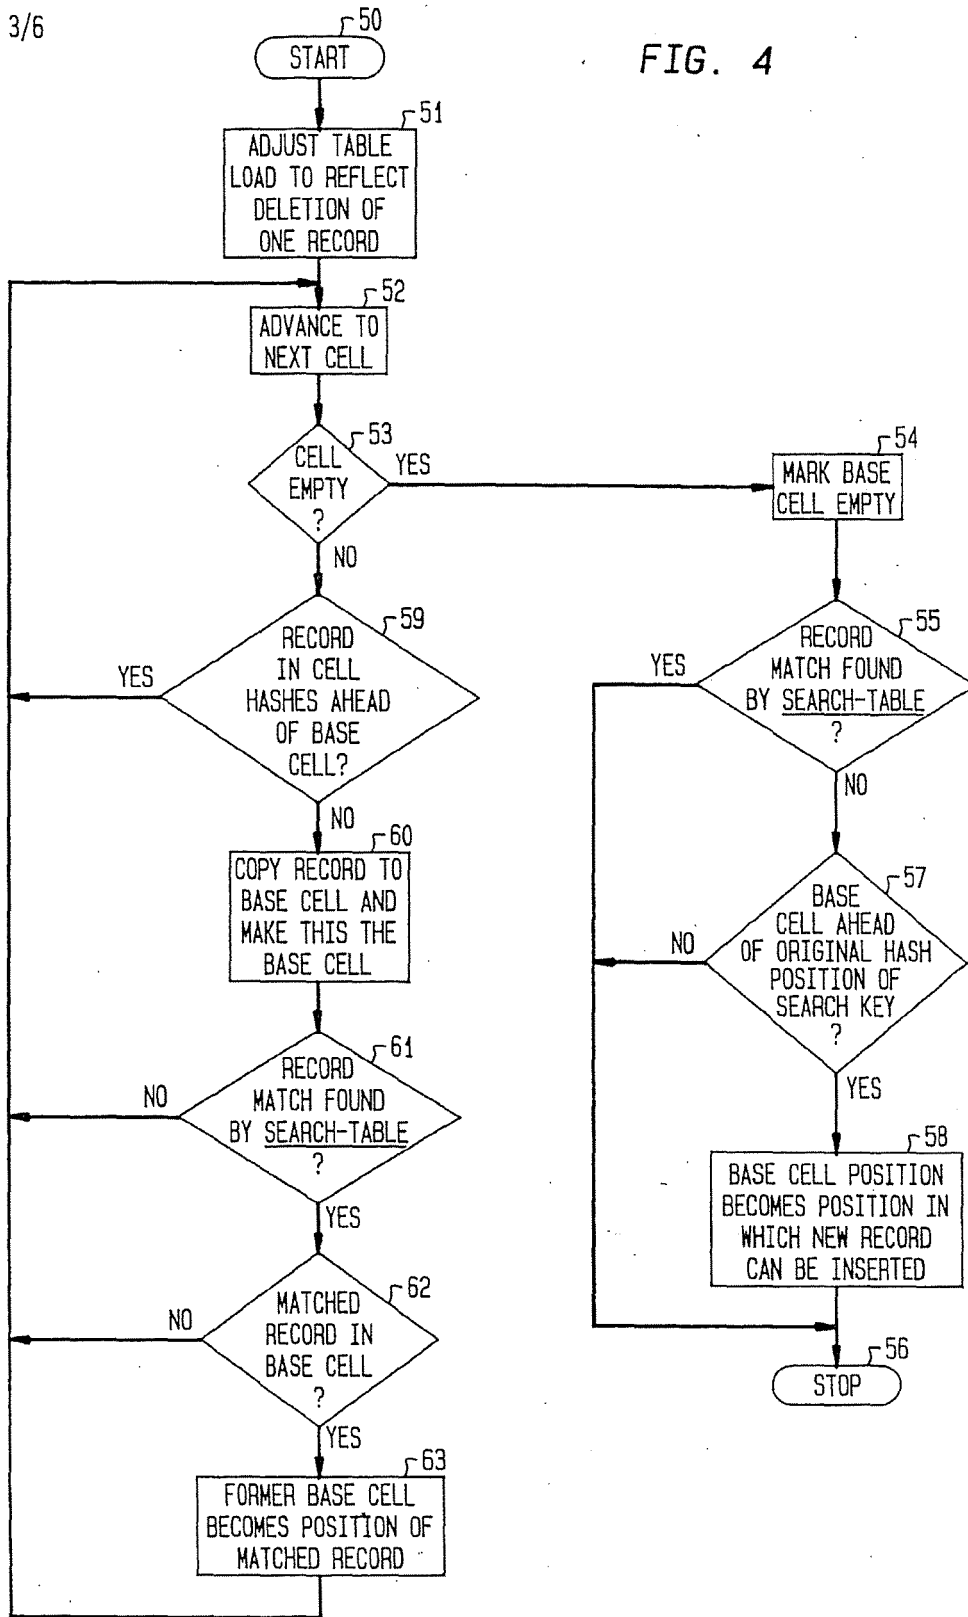 3/6
FIG. 4
50
START
51
ADJUST TABLE
LOAD TO REFLECT
DELETION OF
ONE RECORD
52
ADVANCE TO
NEXT CELL
53
CELL
EMPTY
?
YES
NO
54
MARK BASE
CELL EMPTY
59
RECORD
IN CELL
HASHES AHEAD
OF BASE
CELL?
YES
NO
55
RECORD
MATCH FOUND
BY SEARCH-TABLE
?
YES
NO
60
COPY RECORD TO
BASE CELL AND
MAKE THIS THE
BASE CELL
57
BASE
CELL AHEAD
OF ORIGINAL HASH
POSITION OF
SEARCH KEY
?
NO
YES
61
RECORD
MATCH FOUND
BY SEARCH-TABLE
?
NO
YES
58
BASE CELL POSITION
BECOMES POSITION IN
WHICH NEW RECORD
CAN BE INSERTED
62
MATCHED
RECORD IN
BASE CELL
?
NO
YES
56
STOP
63
FORMER BASE CELL
BECOMES POSITION OF
MATCHED RECORD